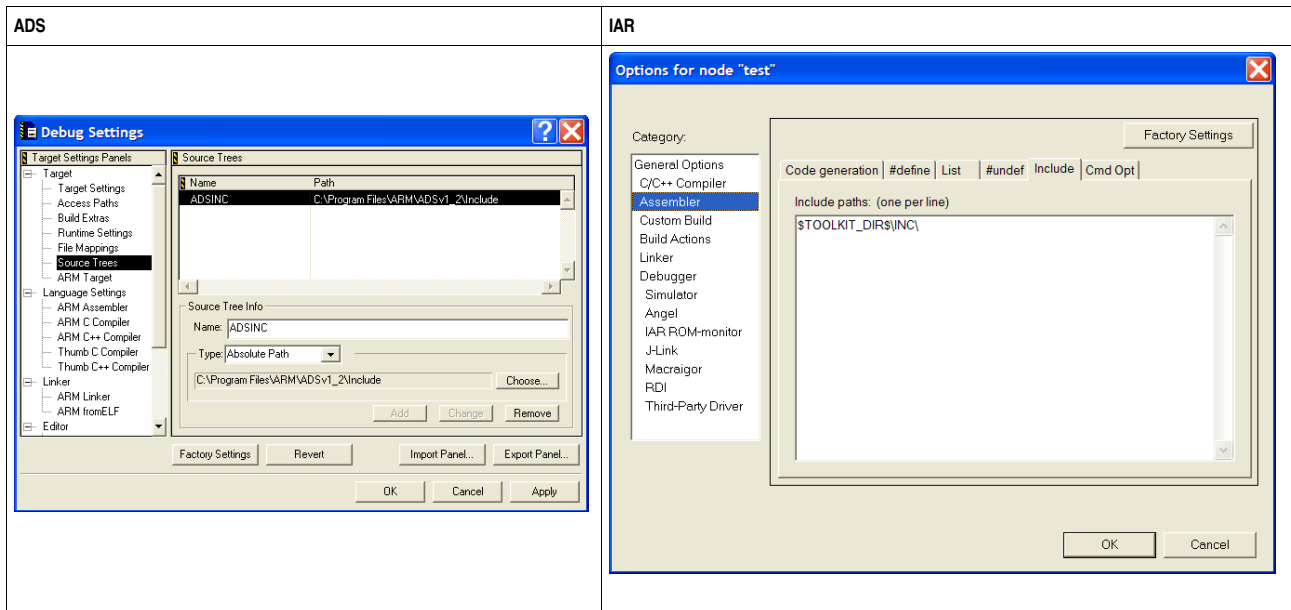 ADS
IAR
Debug Settings
Target Settings Panels
Target
Target Settings
Access Paths
Build Extras
Runtime Settings
File Mappings
Source Trees
ARM Target
Language Settings
ARM Assembler
ARM C Compiler
ARM C++ Compiler
Thumb C Compiler
Thumb C++ Compiler
Linker
ARM Linker
ARM fromELF
Editor
Source Trees
Name Path
ADSINC C:\Program Files\ARM\ADSv1_2\Include
Source Tree Info
Name: ADSINC
Type: Absolute Path
C:\Program Files\ARM\ADSv1_2\Include Choose...
Add Change Remove
Factory Settings Revert Import Panel... Export Panel...
OK Cancel Apply
Options for node "test"
Category:
General Options
C/C++ Compiler
Assembler
Custom Build
Build Actions
Linker
Debugger
Simulator
Angel
IAR ROM-monitor
J-Link
Macraigor
RDI
Third-Party Driver
Factory Settings
Code generation #define List #undef Include Cmd Opt
Include paths: (one per line)
$TOOLKIT_DIR$\INC\
OK Cancel